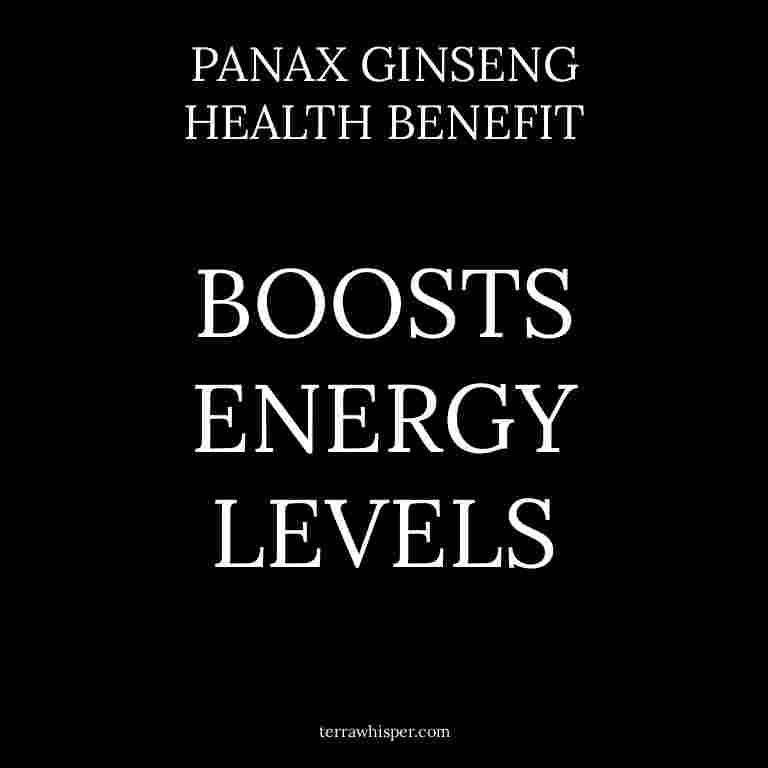 PANAX GINSENG
HEALTH BENEFIT
BOOSTS
ENERGY
LEVELS
terrawhisper.com